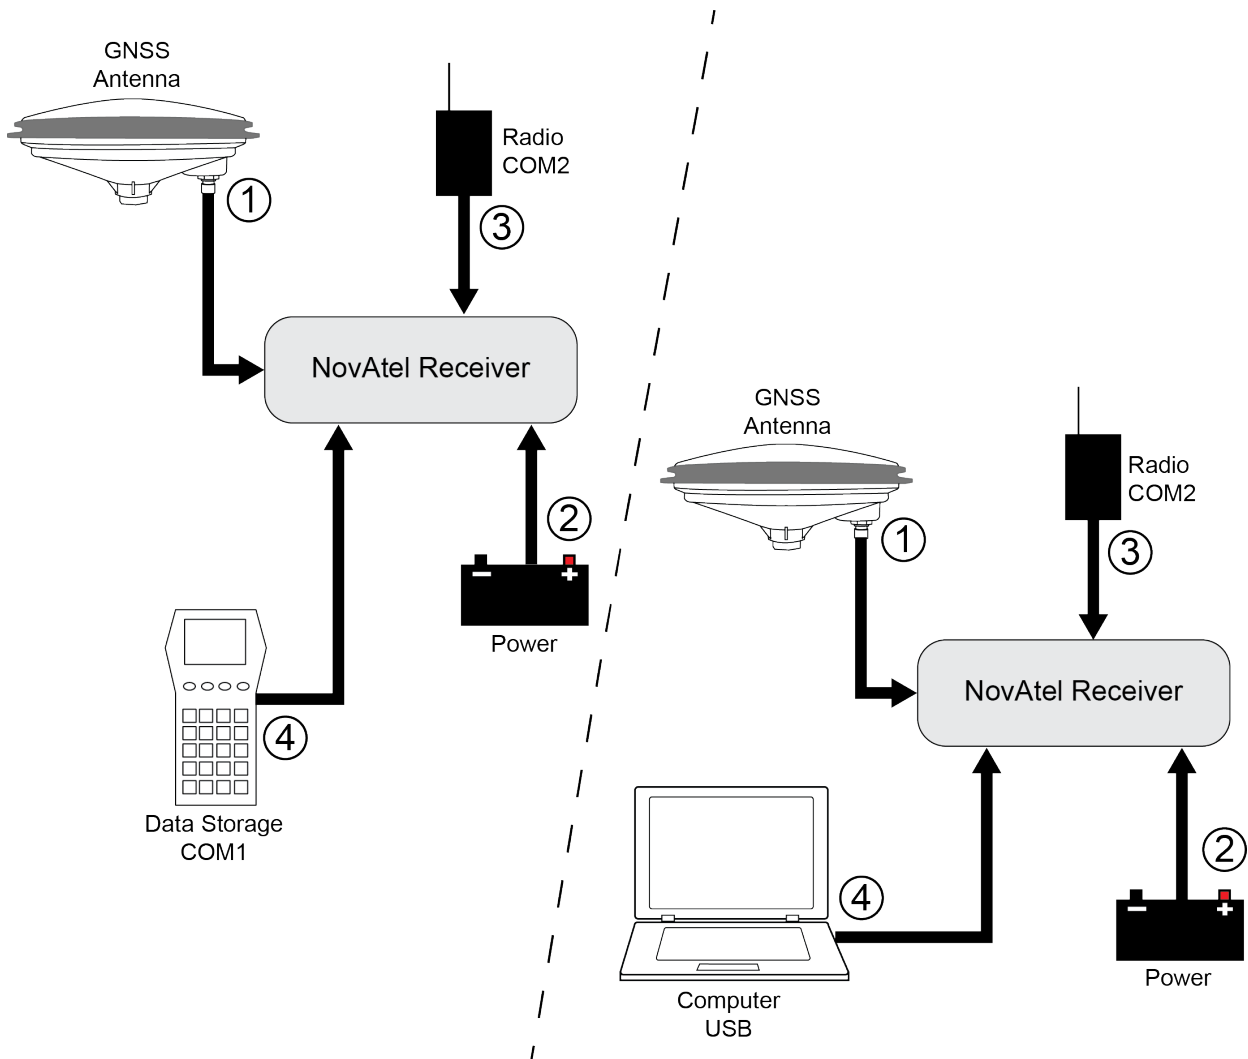 GNSS
Antenna
1
Radio
COM2
3
NovAtel Receiver
2
Power
4
Data Storage
COM1
GNSS
Antenna
1
Radio
COM2
3
NovAtel Receiver
2
Power
4
Computer
USB